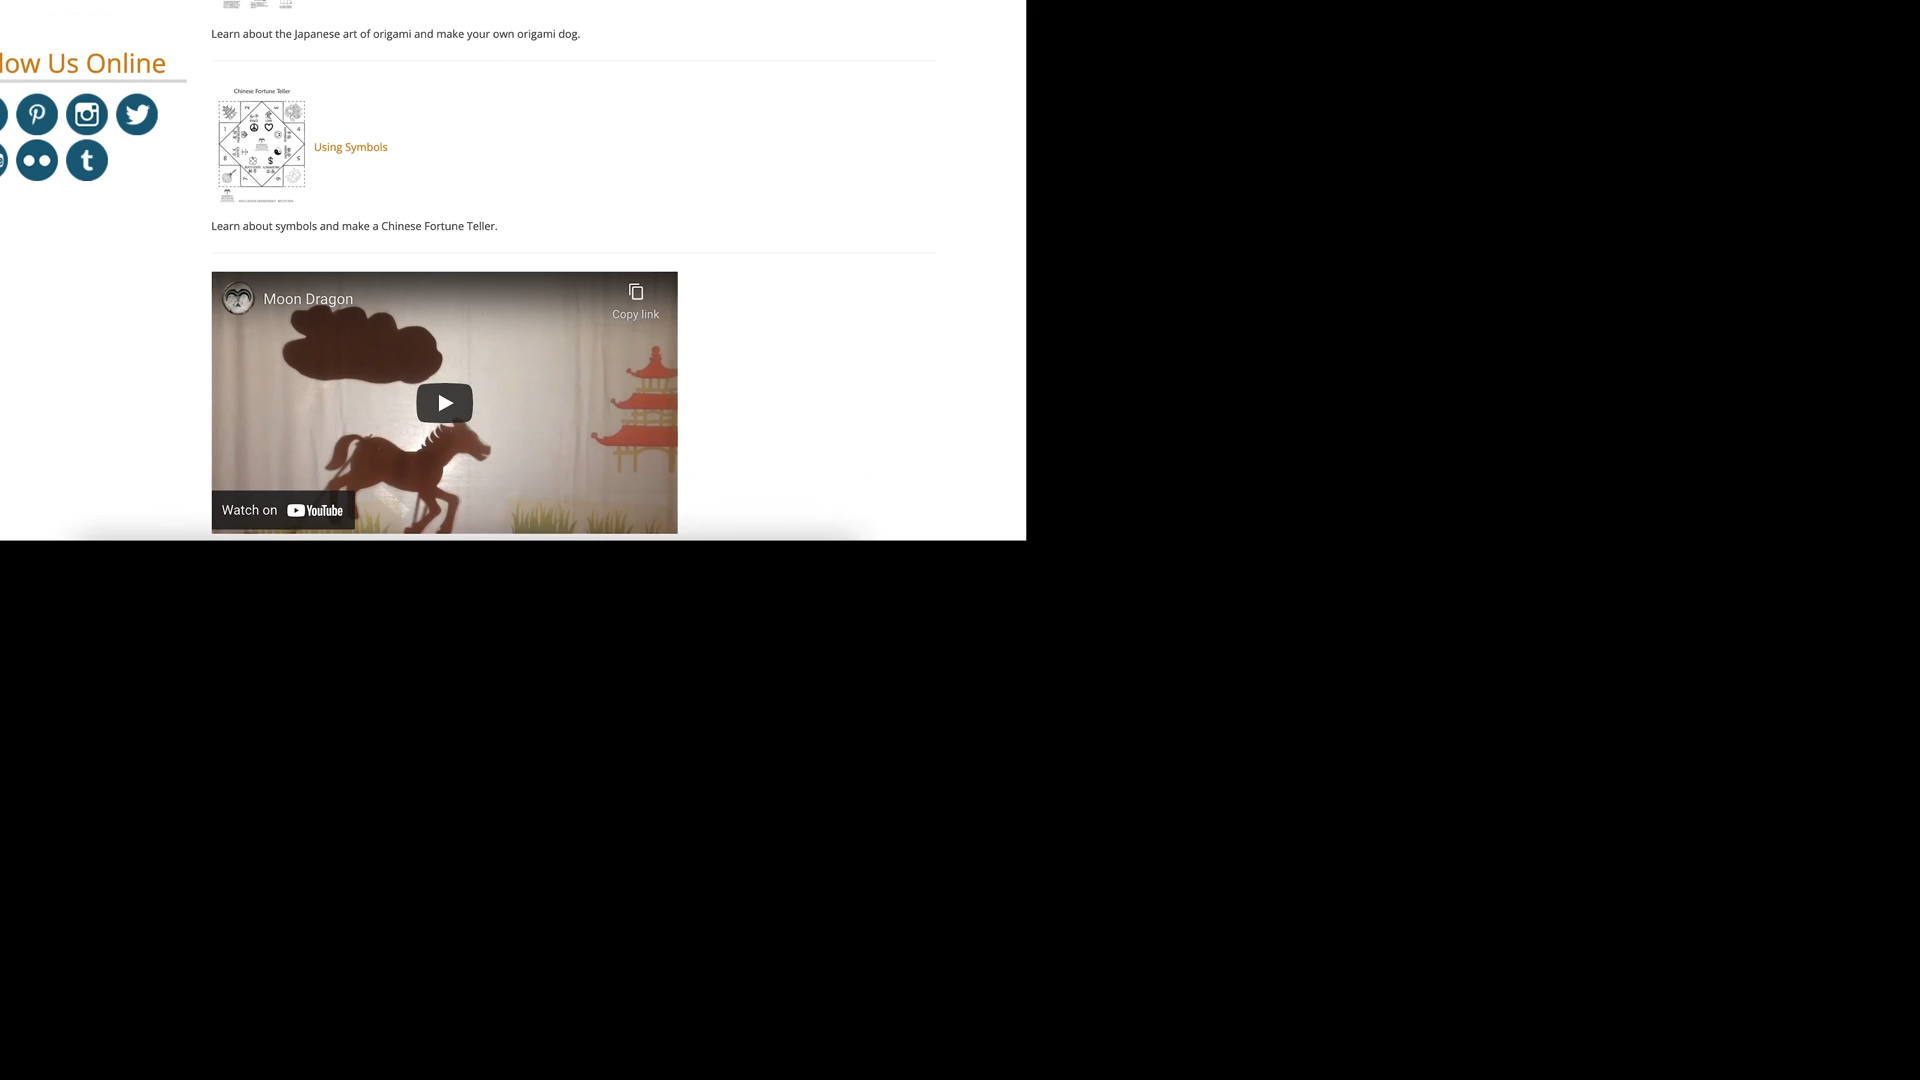 Learn about the Japanese art of origami and make your own origami dog.
low Us Online
Chinese Fortune Teller
Using Symbols
Learn about symbols and make a Chinese Fortune Teller.
Moon Dragon
Copy link
Watch on YouTube